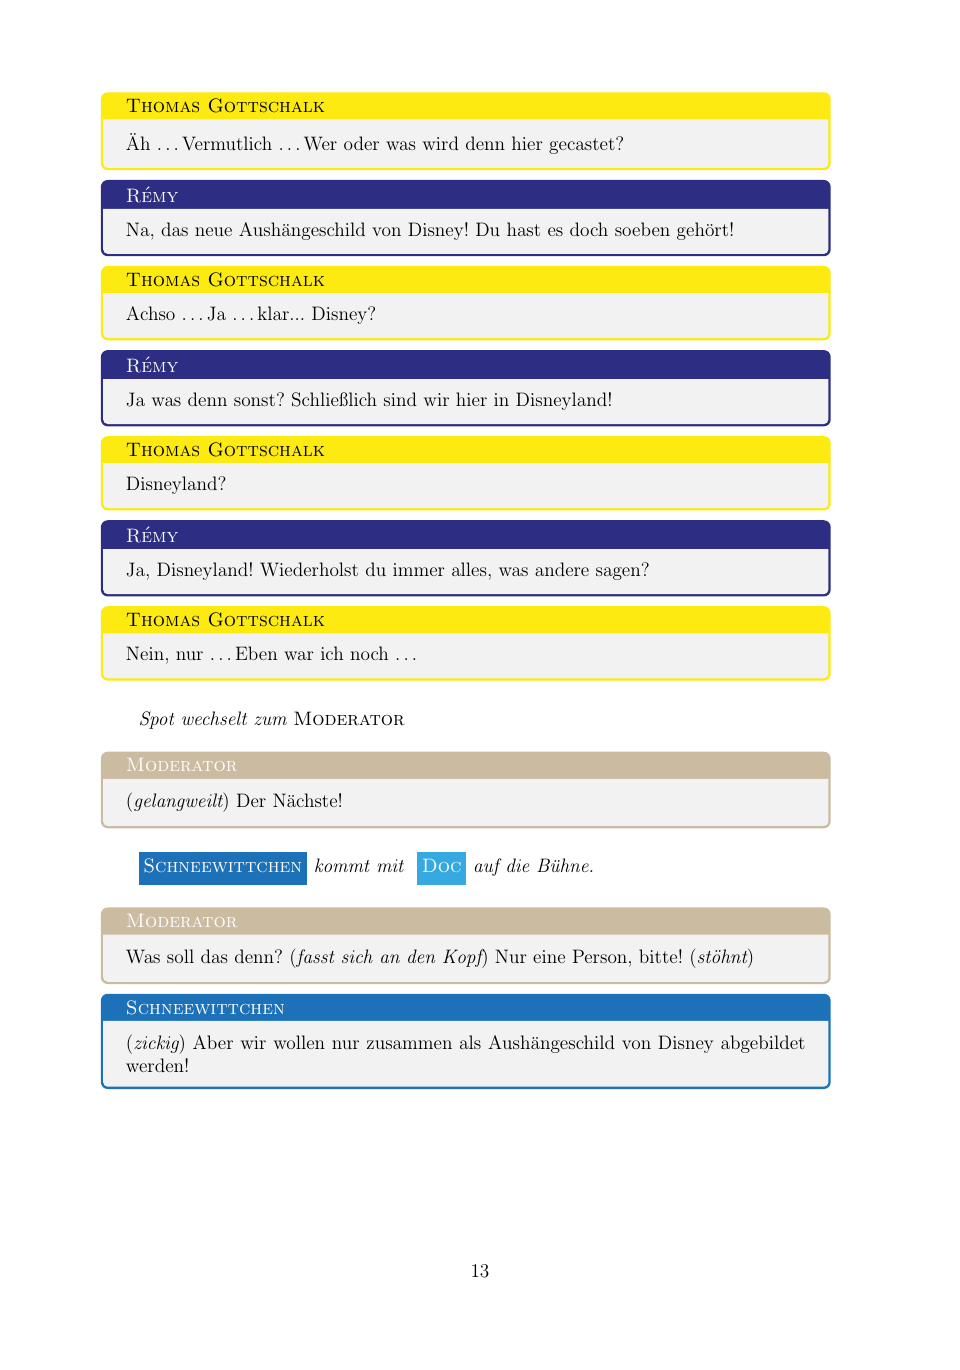 Thomas Gottschalk
Äh ... Vermutlich ... Wer oder was wird denn hier gecastet?
Rémy
Na, das neue Aushängeschild von Disney! Du hast es doch soeben gehört!
Thomas Gottschalk
Achso ... Ja ... klar... Disney?
Rémy
Ja was denn sonst? Schließlich sind wir hier in Disneyland!
Thomas Gottschalk
Disneyland?
Rémy
Ja, Disneyland! Wiederholst du immer alles, was andere sagen?
Thomas Gottschalk
Nein, nur ... Eben war ich noch ...
Spot wechselt zum Moderator
Moderator
(gelangweilt) Der Nächste!
Schneewittchen kommt mit Doc auf die Bühne.
Moderator
Was soll das denn? (fasst sich an den Kopf) Nur eine Person, bitte! (stöhnt)
Schneewittchen
(zickig) Aber wir wollen nur zusammen als Aushängeschild von Disney abgebildet
werden!
13